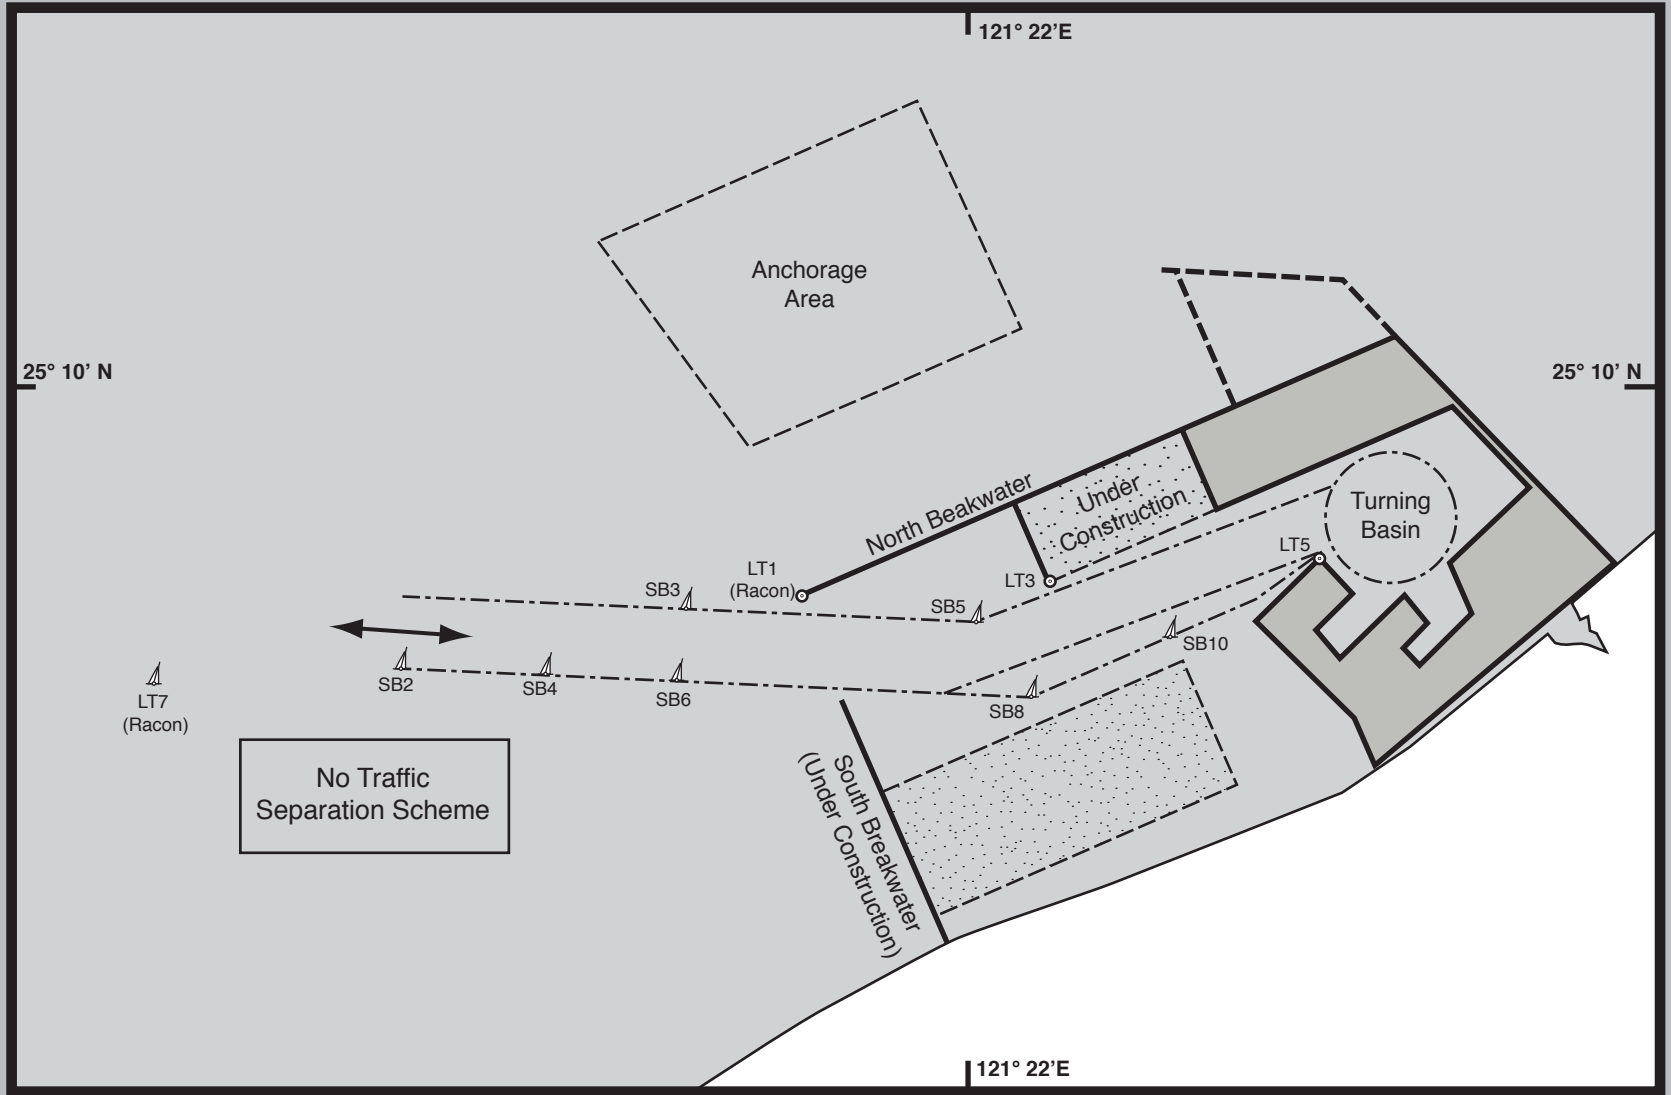 121° 22’E
Anchorage
Area
25° 10’ N
25° 10’ N
North Beakwater
Under
Construction
Turning
Basin
LT5
LT1
(Racon)
LT3
SB3
SB5
SB10
SB2
SB4
SB6
SB8
LT7
(Racon)
No Traffic
Separation Scheme
South Breakwater
(Under Construction)
121° 22’E